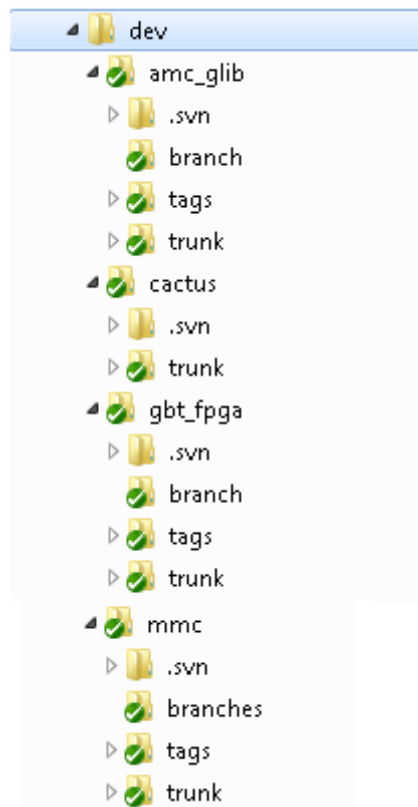 dev
amc_glib
.svn
branch
tags
trunk
cactus
.svn
trunk
gbt_fpga
.svn
branch
tags
trunk
mmc
.svn
branches
tags
trunk